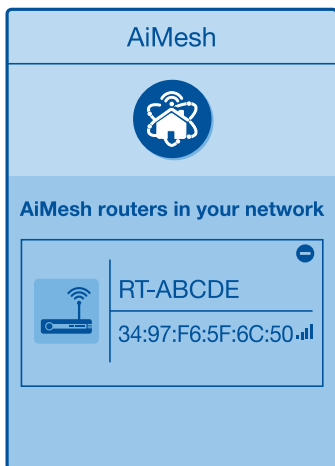 AiMesh
AiMesh routers in your network
RT-ABCDE
34:97:F6:5F:6C:50